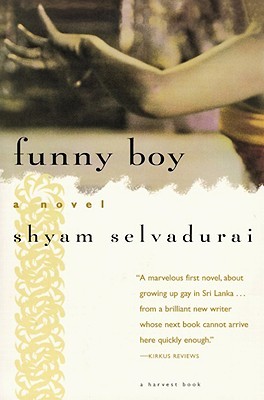 funny boy
a novel
shyam selvadurai
“A marvelous first novel, about
growing up gay in Sri Lanka . . .
from a brilliant new writer
whose next book cannot arrive
here quickly enough.”
—KIRKUS REVIEWS
a harvest book